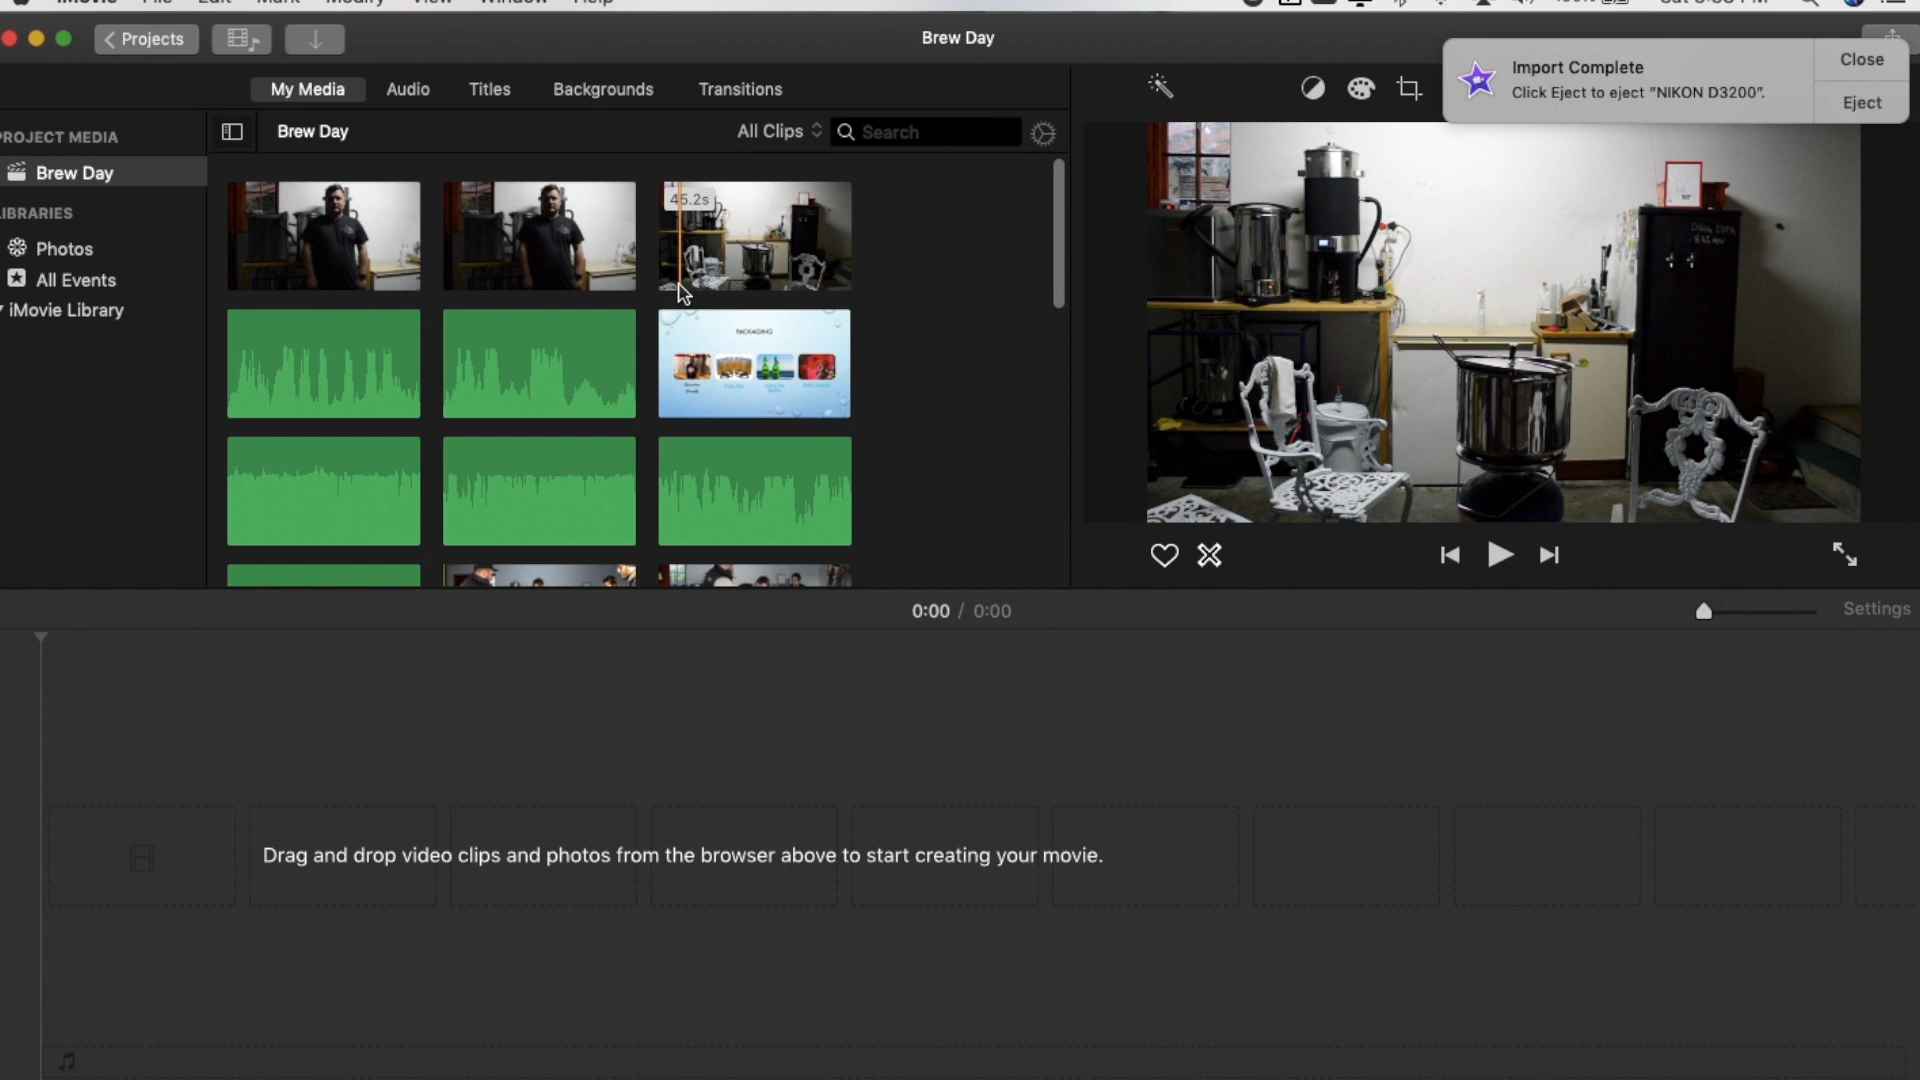 iMovie File Edit Mark Modify View Window Help
Projects
Brew Day
Import Complete
Click Eject to eject "NIKON D3200".
Close
Eject
My Media Audio Titles Backgrounds Transitions
PROJECT MEDIA
Brew Day
LIBRARIES
Photos
All Events
iMovie Library
Brew Day
All Clips
Search
45.2s
PACKAGING
0:00 / 0:00
Settings
Drag and drop video clips and photos from the browser above to start creating your movie.